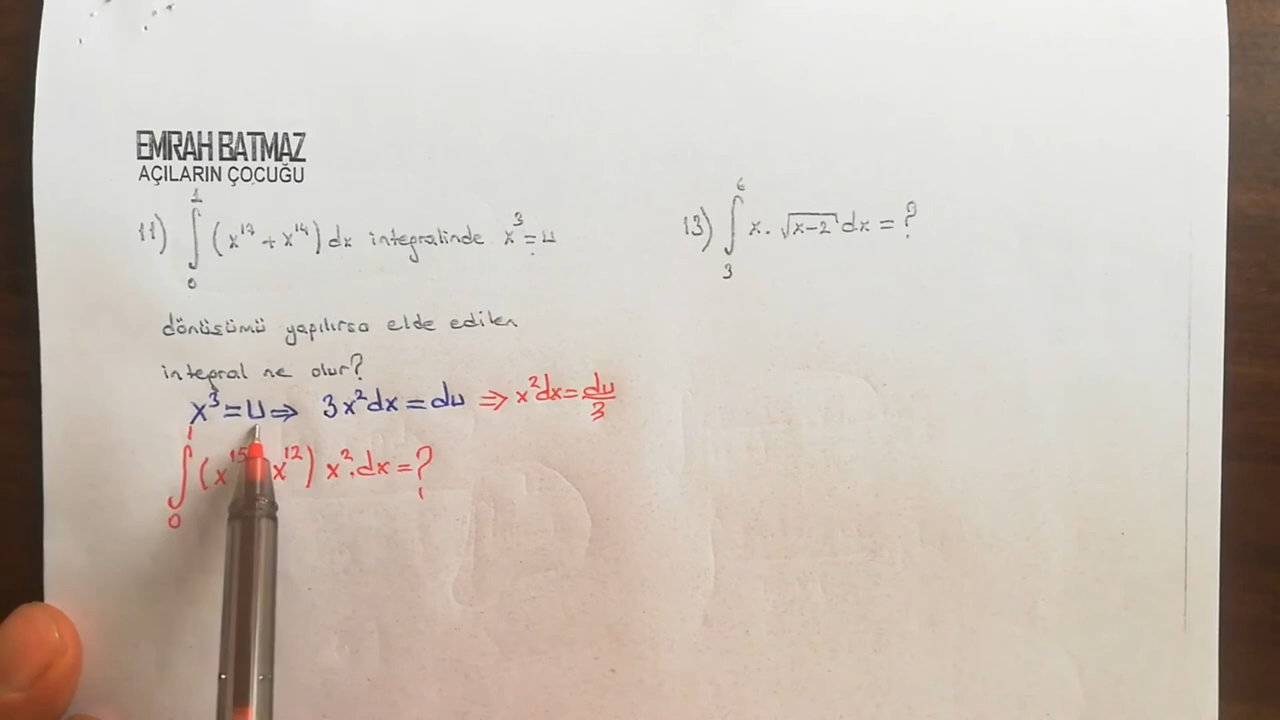 EMRAH BATMAZ
AÇILARIN ÇOCUĞU
11) ∫₀¹ (x¹⁷ + x¹⁴) dx integralinde x³ = u
dönüşümü yapılırsa elde edilen
integral ne olur?
x³ = u ⇒ 3x²dx = du ⇒ x²dx = du/3
∫₀¹ (x¹⁵ x¹²) x².dx = ?
13) ∫₃⁶ x. √(x-2) dx = ?